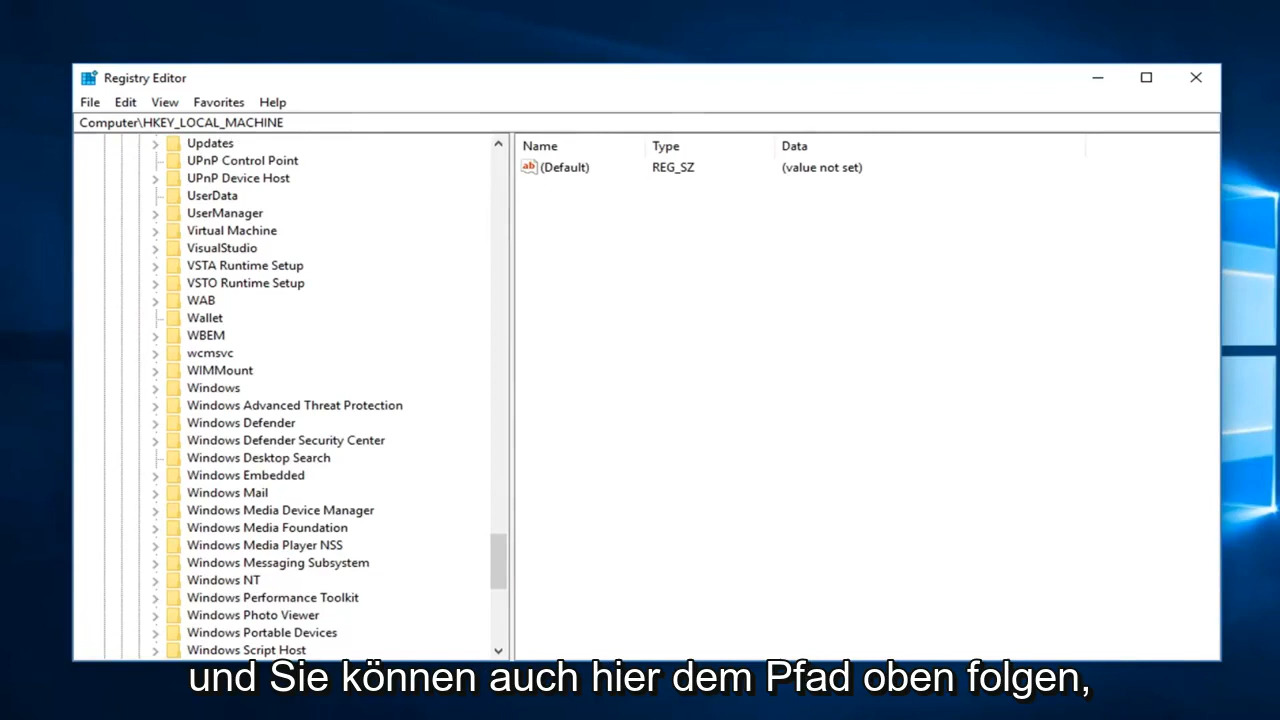 Registry Editor
File Edit View Favorites Help
Computer\HKEY_LOCAL_MACHINE
Name Type Data
ab (Default) REG_SZ (value not set)
Updates
UPnP Control Point
UPnP Device Host
UserData
UserManager
Virtual Machine
VisualStudio
VSTA Runtime Setup
VSTO Runtime Setup
WAB
Wallet
WBEM
wcmsvc
WIMMount
Windows
Windows Advanced Threat Protection
Windows Defender
Windows Defender Security Center
Windows Desktop Search
Windows Embedded
Windows Mail
Windows Media Device Manager
Windows Media Foundation
Windows Media Player NSS
Windows Messaging Subsystem
Windows NT
Windows Performance Toolkit
Windows Photo Viewer
Windows Portable Devices
Windows Script Host
und Sie können auch hier dem Pfad oben folgen,